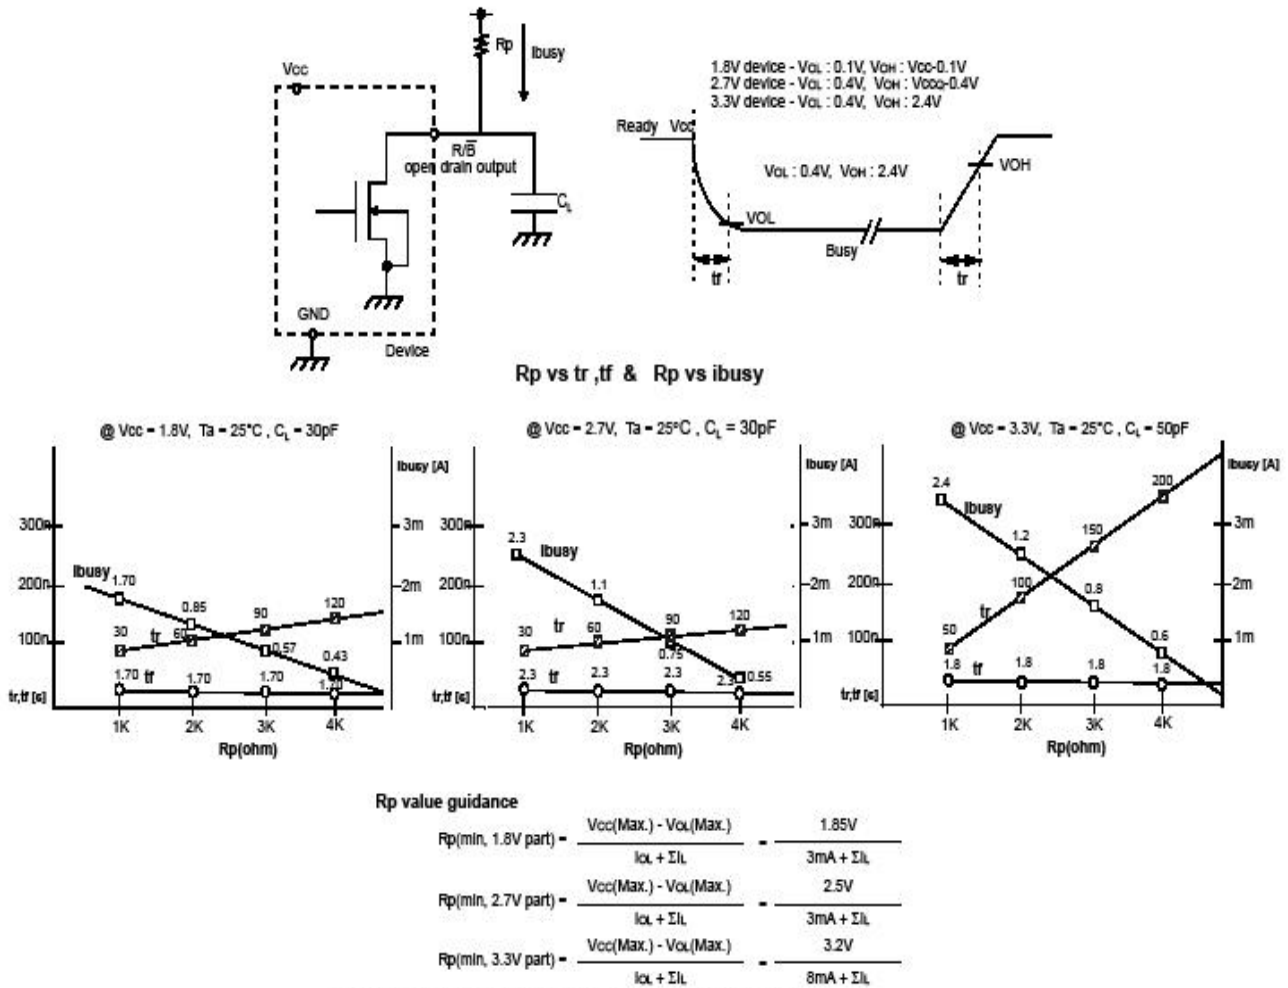 Rp
Ibusy
Vcc
R/B
open drain output
CL
GND
Device
1.8V device - VOL : 0.1V, VOH : Vcc-0.1V
2.7V device - VOL : 0.4V, VOH : VccQ-0.4V
3.3V device - VOL : 0.4V, VOH : 2.4V
Ready Vcc
VOL : 0.4V, VOH : 2.4V
VOH
VOL
Busy
tf
tr
Rp vs tr ,tf & Rp vs ibusy
@ Vcc = 1.8V, Ta = 25°C , CL = 30pF
Ibusy [A]
300n
3m
Ibusy
1.70
200n
2m
0.85
90
120
30
tr
60
100n
0.57
1m
0.43
1.70
tf
1.70
1.70
1.70
tr,tf [s]
1K
2K
3K
4K
Rp(ohm)
@ Vcc = 2.7V, Ta = 25°C , CL = 30pF
Ibusy [A]
300n
3m
2.3
Ibusy
200n
1.1
2m
30
tr
60
90
120
100n
0.75
1m
2.3
tf
2.3
2.3
2.3
0.55
tr,tf [s]
1K
2K
3K
4K
Rp(ohm)
@ Vcc = 3.3V, Ta = 25°C , CL = 50pF
Ibusy [A]
2.4
200
Ibusy
300n
3m
1.2
150
200n
100
0.8
2m
tr
50
100n
0.6
1m
1.8
tf
1.8
1.8
1.8
tr,tf [s]
1K
2K
3K
4K
Rp(ohm)
Rp value guidance
Rp(min, 1.8V part) = Vcc(Max.) - VOL(Max.) / IOL + ΣIL = 1.85V / 3mA + ΣIL
Rp(min, 2.7V part) = Vcc(Max.) - VOL(Max.) / IOL + ΣIL = 2.5V / 3mA + ΣIL
Rp(min, 3.3V part) = Vcc(Max.) - VOL(Max.) / IOL + ΣIL = 3.2V / 8mA + ΣIL